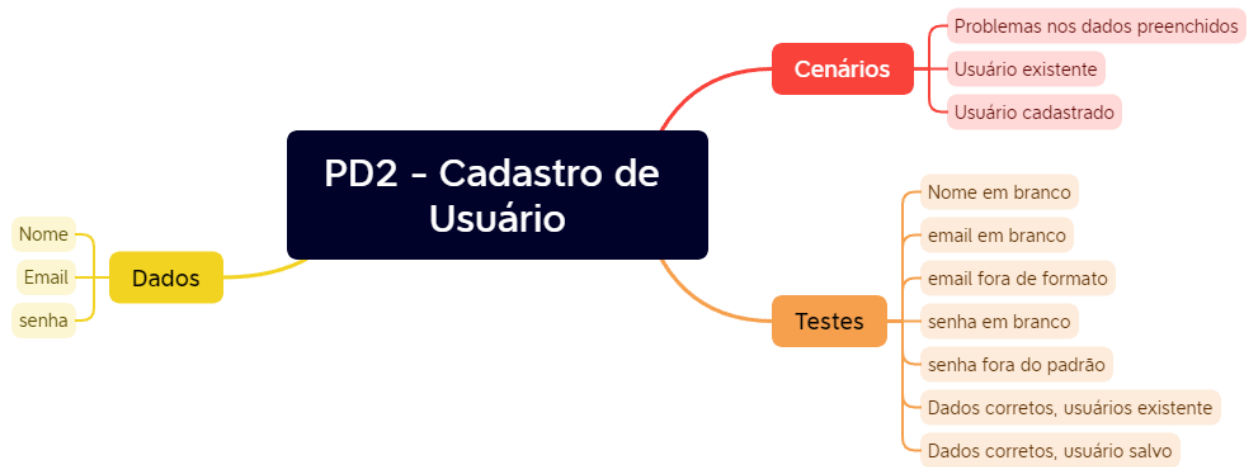 PD2 - Cadastro de
Usuário
Cenários
Problemas nos dados preenchidos
Usuário existente
Usuário cadastrado
Testes
Nome em branco
email em branco
email fora de formato
senha em branco
senha fora do padrão
Dados corretos, usuários existente
Dados corretos, usuário salvo
Dados
Nome
Email
senha